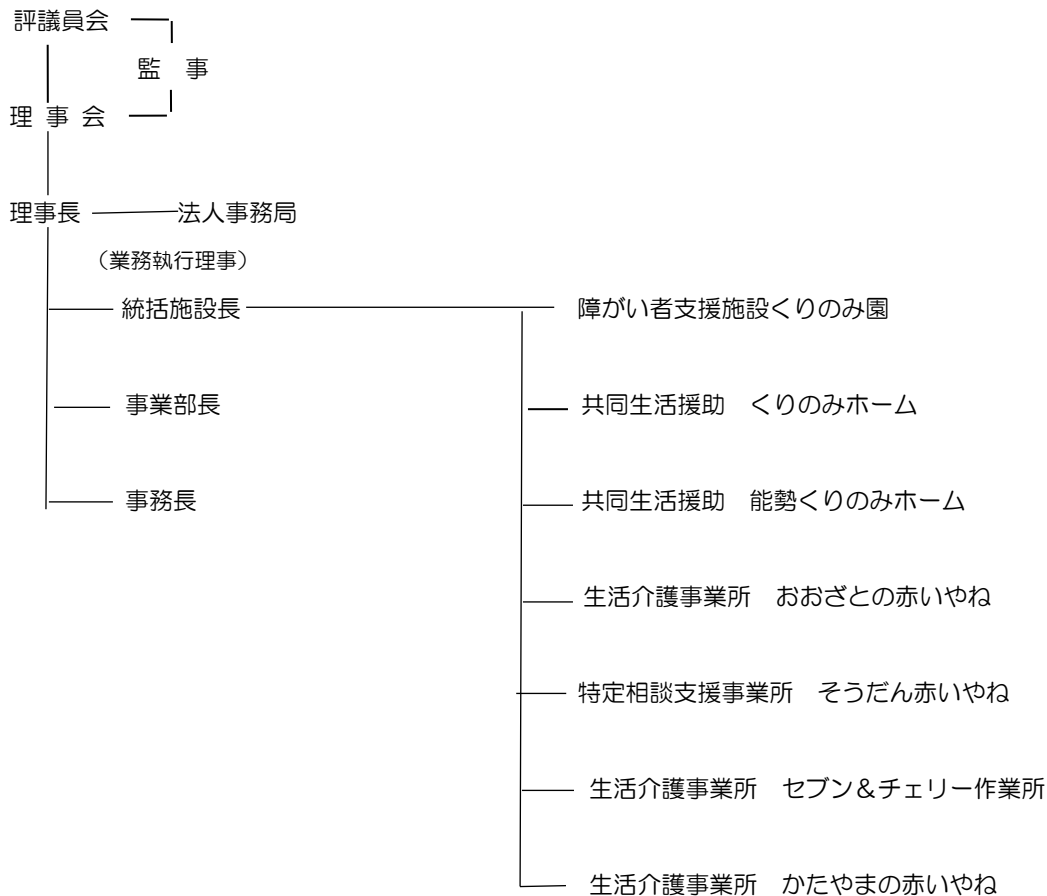 評議員会
監　事
理 事 会
理事長
法人事務局
（業務執行理事）
統括施設長
障がい者支援施設くりのみ園
事業部長
共同生活援助　くりのみホーム
事務長
共同生活援助　能勢くりのみホーム
生活介護事業所　おおざとの赤いやね
特定相談支援事業所　そうだん赤いやね
生活介護事業所　セブン＆チェリー作業所
生活介護事業所　かたやまの赤いやね